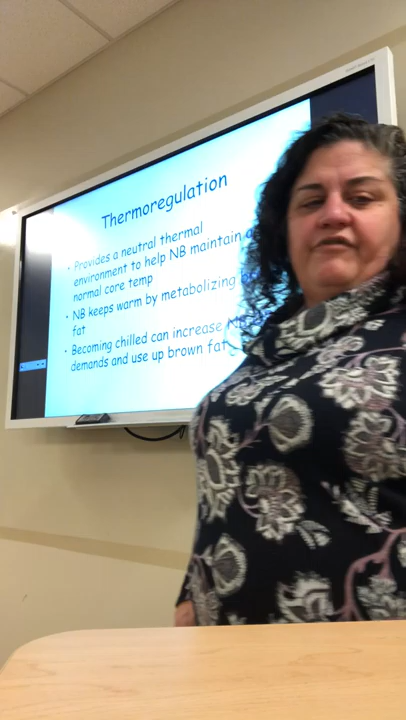 Thermoregulation
• Provides a neutral thermal
environment to help NB maintain a
normal core temp
• NB keeps warm by metabolizing
fat
• Becoming chilled can increase
demands and use up brown fat